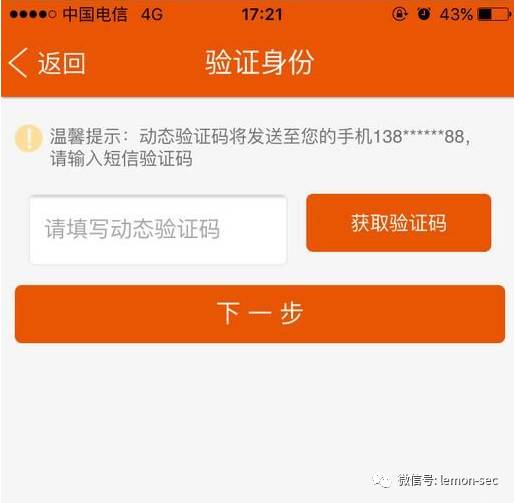 中国电信 4G 17:21 43%
返回 验证身份
温馨提示：动态验证码将发送至您的手机138******88，
请输入短信验证码
请填写动态验证码 获取验证码
下一步
微信号: lemon-sec